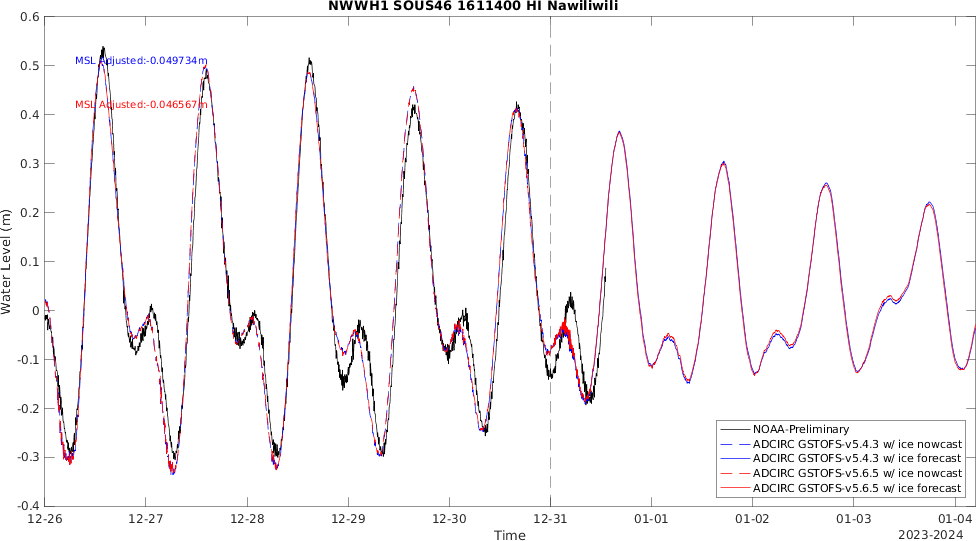 NWWH1 SOUS46 1611400 HI Nawiliwili
0.6
0.5
0.4
0.3
0.2
0.1
0
-0.1
-0.2
-0.3
-0.4
Water Level (m)
MSL Adjusted:-0.049734m
MSL Adjusted:-0.046567m
NOAA-Preliminary
ADCIRC GSTOFS-v5.4.3 w/ ice nowcast
ADCIRC GSTOFS-v5.4.3 w/ ice forecast
ADCIRC GSTOFS-v5.6.5 w/ ice nowcast
ADCIRC GSTOFS-v5.6.5 w/ ice forecast
12-26 12-27 12-28 12-29 12-30 12-31 01-01 01-02 01-03 01-04
Time
2023-2024